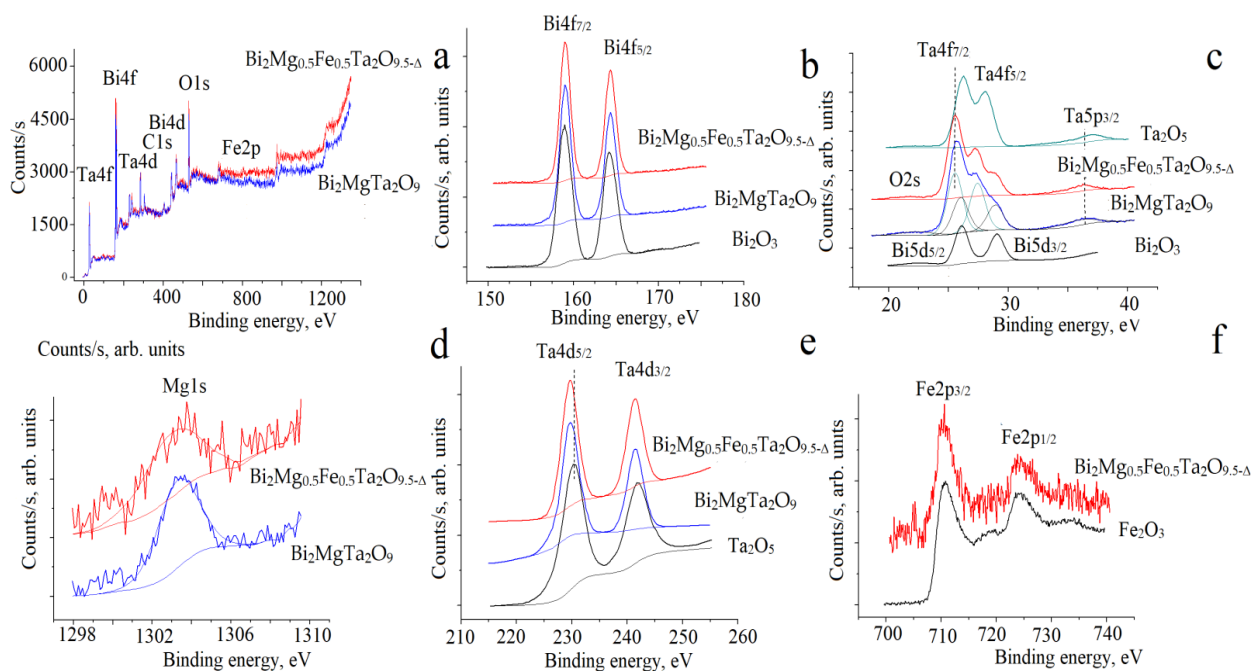 a
Counts/s
6000
4500
3000
1500
0
Ta4f
Bi4f
Ta4d
C1s
Bi4d
O1s
Fe2p
Bi₂Mg₀.₅Fe₀.₅Ta₂O₉.₅₋Δ
Bi₂MgTa₂O₉
0 200 400 600 800 1000 1200
Binding energy, eV
b
Counts/s, arb. units
Bi4f₇/₂
Bi4f₅/₂
Bi₂Mg₀.₅Fe₀.₅Ta₂O₉.₅₋Δ
Bi₂MgTa₂O₉
Bi₂O₃
150 160 170 180
Binding energy, eV
c
Counts/s, arb. units
Ta4f₇/₂
Ta4f₅/₂
Ta5p₃/₂
Ta₂O₅
Bi₂Mg₀.₅Fe₀.₅Ta₂O₉.₅₋Δ
O2s
Bi₂MgTa₂O₉
Bi5d₅/₂
Bi5d₃/₂
Bi₂O₃
20 30 40
Binding energy, eV
d
Counts/s, arb. units
Counts/s, arb. units
Mg1s
Bi₂Mg₀.₅Fe₀.₅Ta₂O₉.₅₋Δ
Bi₂MgTa₂O₉
1298 1302 1306 1310
Binding energy, eV
e
Counts/s, arb. units
Ta4d₅/₂
Ta4d₃/₂
Bi₂Mg₀.₅Fe₀.₅Ta₂O₉.₅₋Δ
Bi₂MgTa₂O₉
Ta₂O₅
210 220 230 240 250 260
Binding energy, eV
f
Counts/s, arb. units
Fe2p₃/₂
Fe2p₁/₂
Bi₂Mg₀.₅Fe₀.₅Ta₂O₉.₅₋Δ
Fe₂O₃
700 710 720 730 740
Binding energy, eV